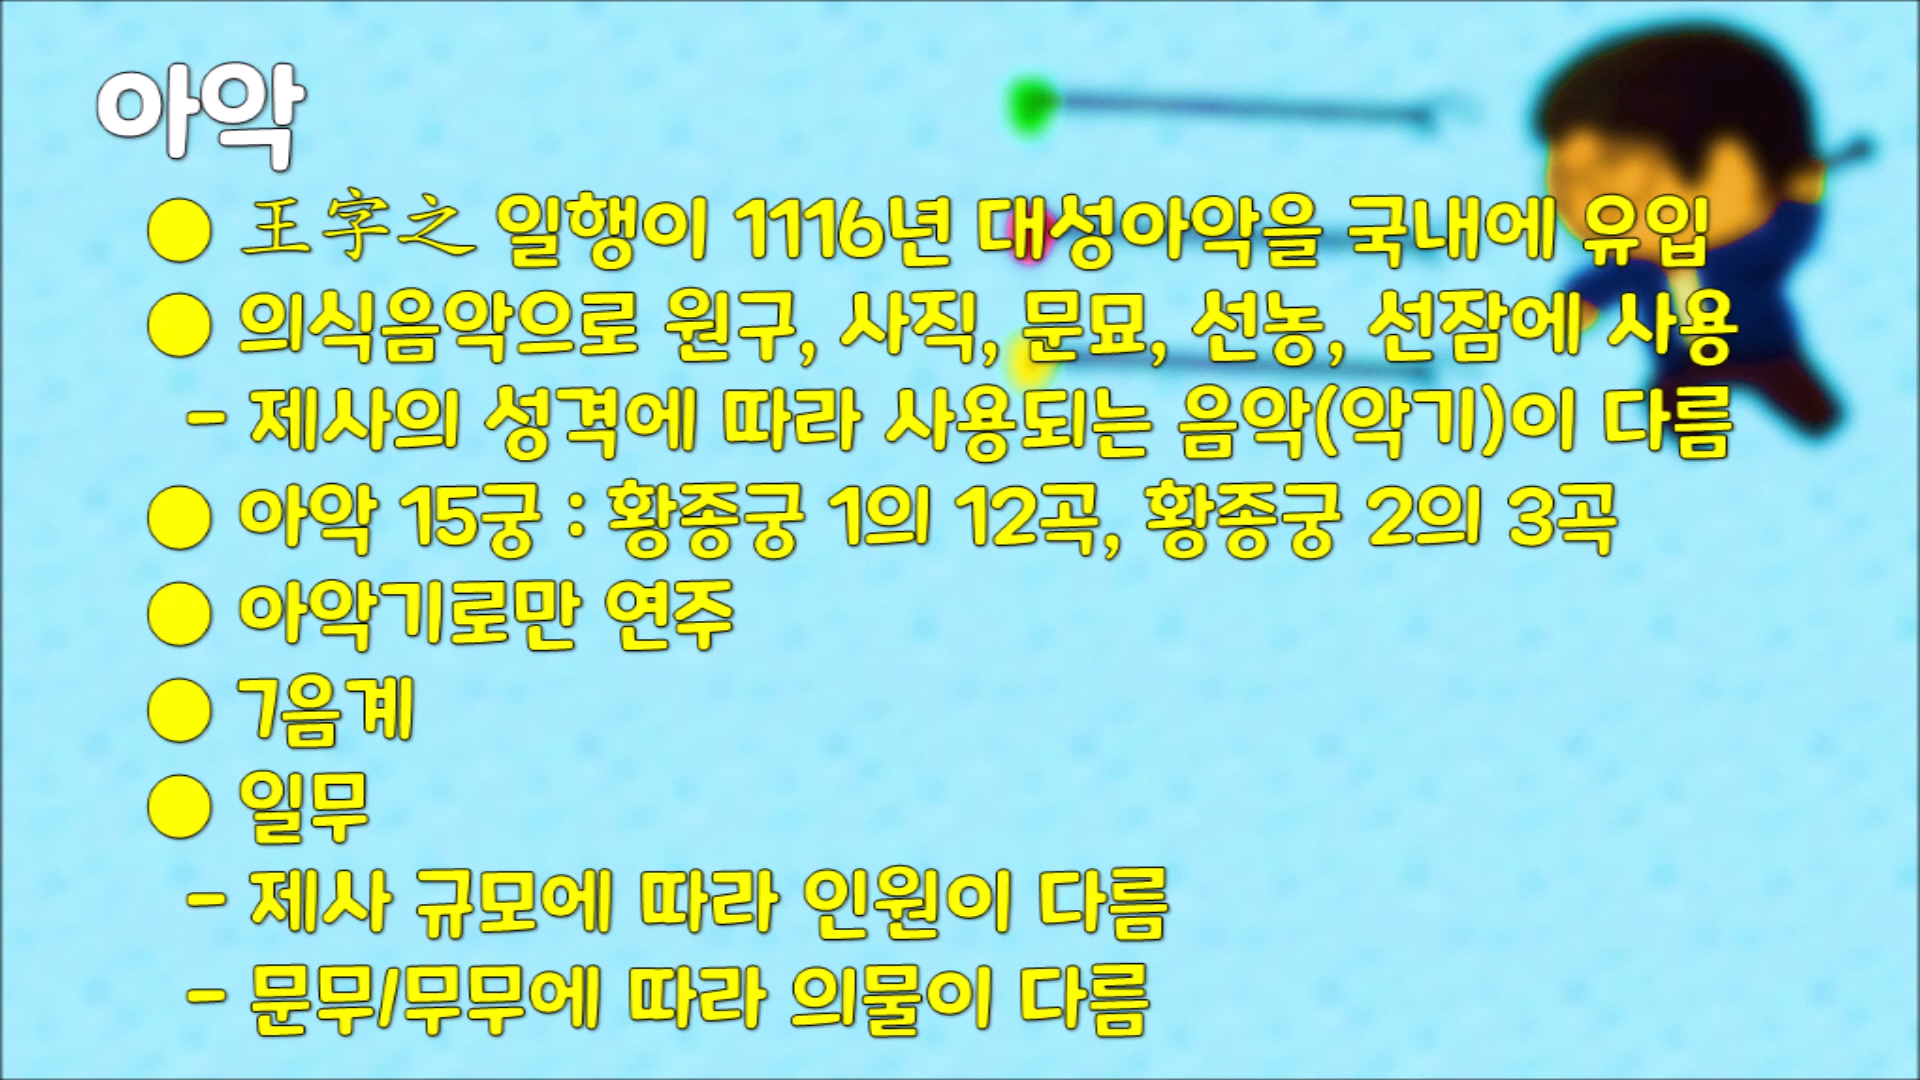 아악
● 王字之 일행이 1116년 대성아악을 국내에 유입
● 의식음악으로 원구, 사직, 문묘, 선농, 선잠에 사용
- 제사의 성격에 따라 사용되는 음악(악기)이 다름
● 아악 15궁 : 황종궁 1의 12곡, 황종궁 2의 3곡
● 아악기로만 연주
● 7음계
● 일무
- 제사 규모에 따라 인원이 다름
- 문무/무무에 따라 의물이 다름